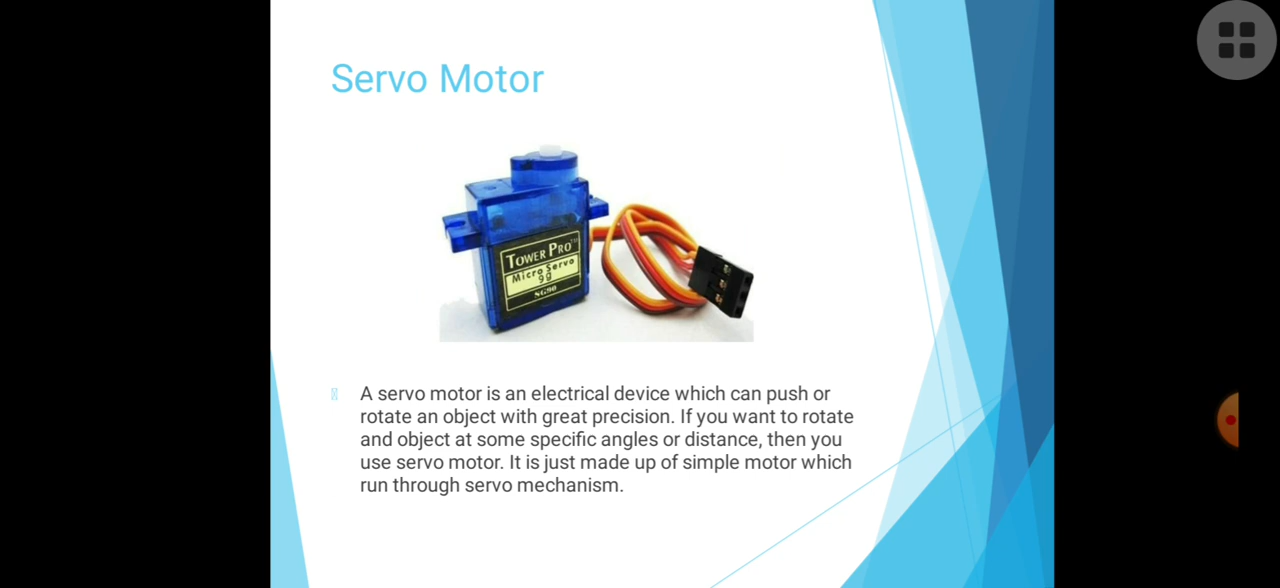 Servo Motor
TOWER PRO™
Micro Servo
9g
SG90
A servo motor is an electrical device which can push or
rotate an object with great precision. If you want to rotate
and object at some specific angles or distance, then you
use servo motor. It is just made up of simple motor which
run through servo mechanism.